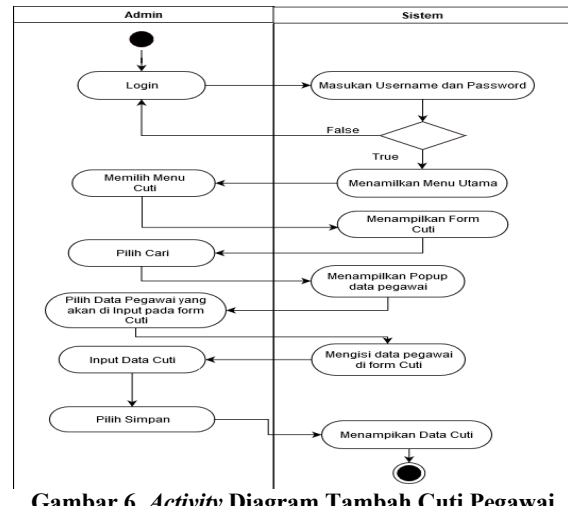 Admin
Sistem
Login
Masukan Username dan Password
False
True
Memilih Menu
Cuti
Menamilkan Menu Utama
Menampilkan Form
Cuti
Pilih Cari
Menampilkan Popup
data pegawai
Pilih Data Pegawai yang
akan di Input pada form
Cuti
Input Data Cuti
Mengisi data pegawai
di form Cuti
Pilih Simpan
Menampikan Data Cuti
Gambar 6. Activity Diagram Tambah Cuti Pegawai